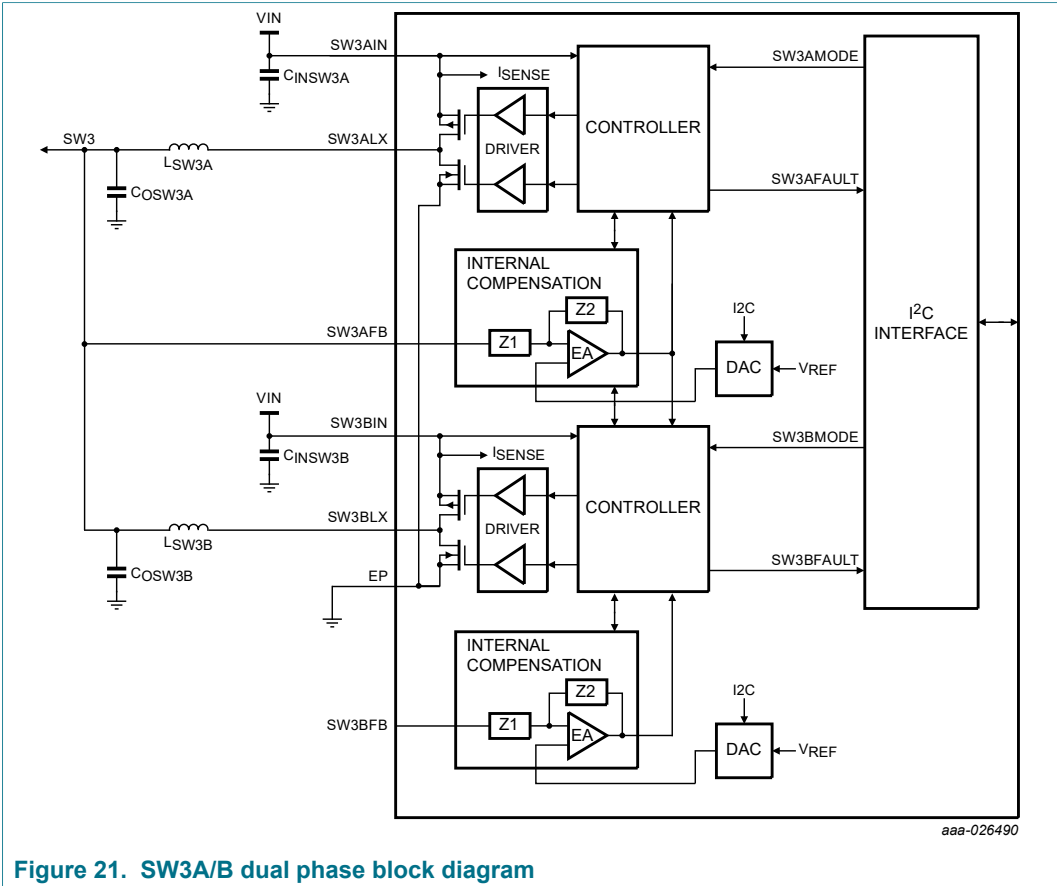 VIN
SW3AIN
CINSW3A
ISENSE
SW3AMODE
CONTROLLER
SW3
LSW3A
SW3ALX
DRIVER
COSW3A
SW3AFAULT
INTERNAL
COMPENSATION
Z2
I2C
I2C
INTERFACE
SW3AFB
Z1
EA
DAC
VREF
VIN
SW3BIN
CINSW3B
ISENSE
SW3BMODE
CONTROLLER
LSW3B
SW3BLX
DRIVER
COSW3B
EP
SW3BFAULT
INTERNAL
COMPENSATION
Z2
I2C
SW3BFB
Z1
EA
DAC
VREF
aaa-026490
Figure 21. SW3A/B dual phase block diagram